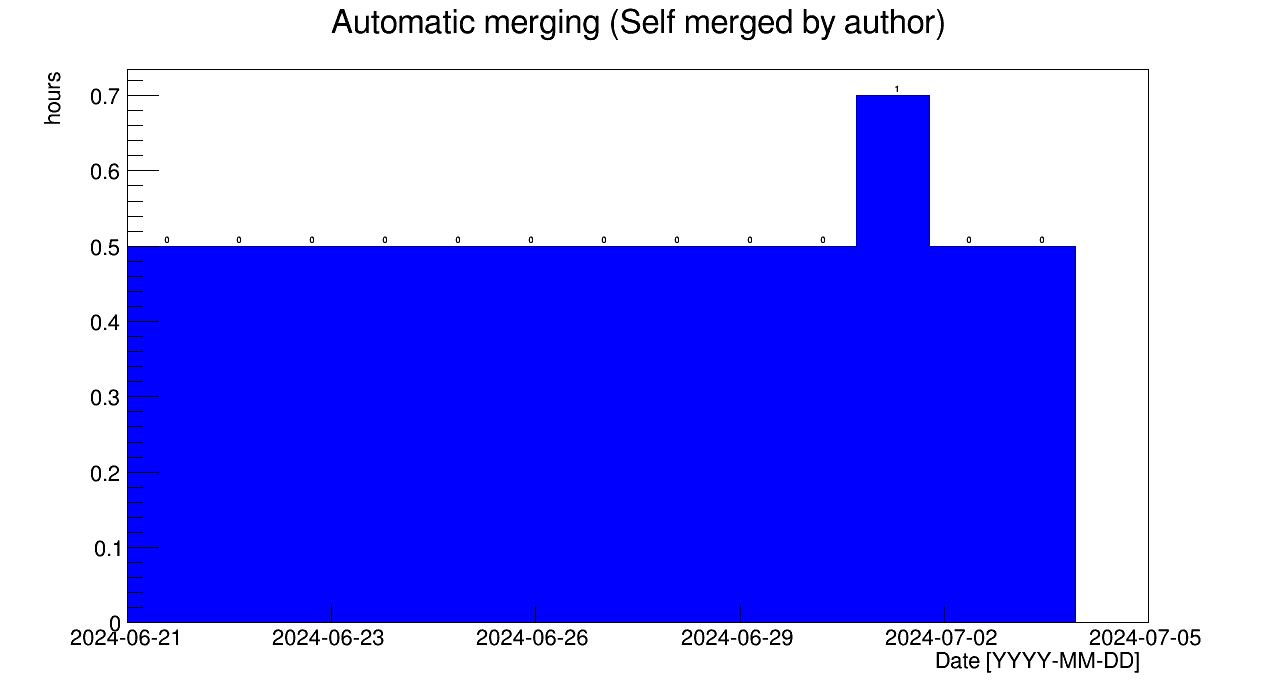 Automatic merging (Self merged by author)
hours
0.7
0.6
0.5
0.4
0.3
0.2
0.1
0
0 0 0 0 0 0 0 0 0 0 1 0 0
2024-06-21 2024-06-23 2024-06-26 2024-06-29 2024-07-02 2024-07-05
Date [YYYY-MM-DD]